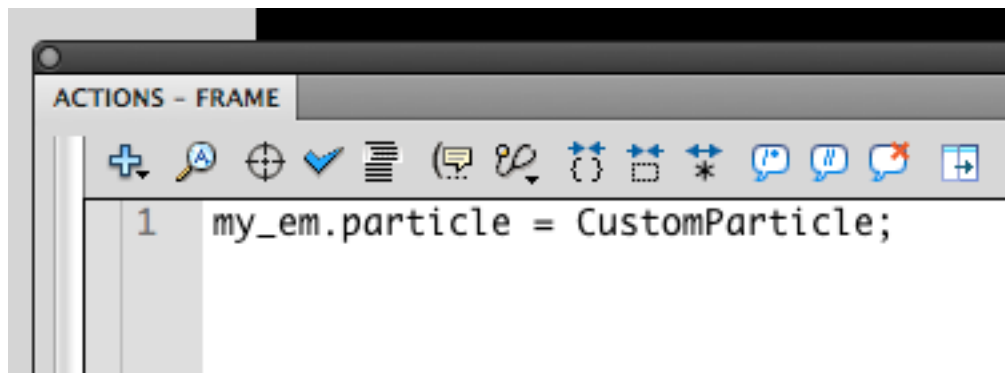 ACTIONS – FRAME
1 my_em.particle = CustomParticle;